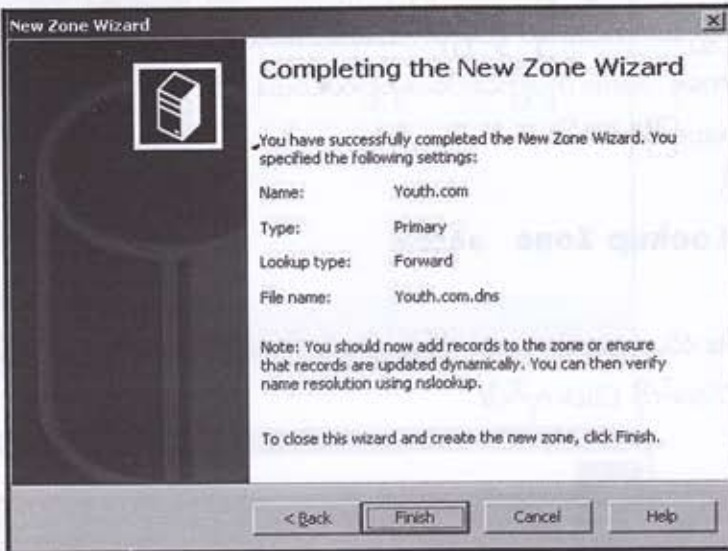 New Zone Wizard
Completing the New Zone Wizard
You have successfully completed the New Zone Wizard. You
specified the following settings:
Name: Youth.com
Type: Primary
Lookup type: Forward
File name: Youth.com.dns
Note: You should now add records to the zone or ensure
that records are updated dynamically. You can then verify
name resolution using nslookup.
To close this wizard and create the new zone, click Finish.
< Back
Finish
Cancel
Help